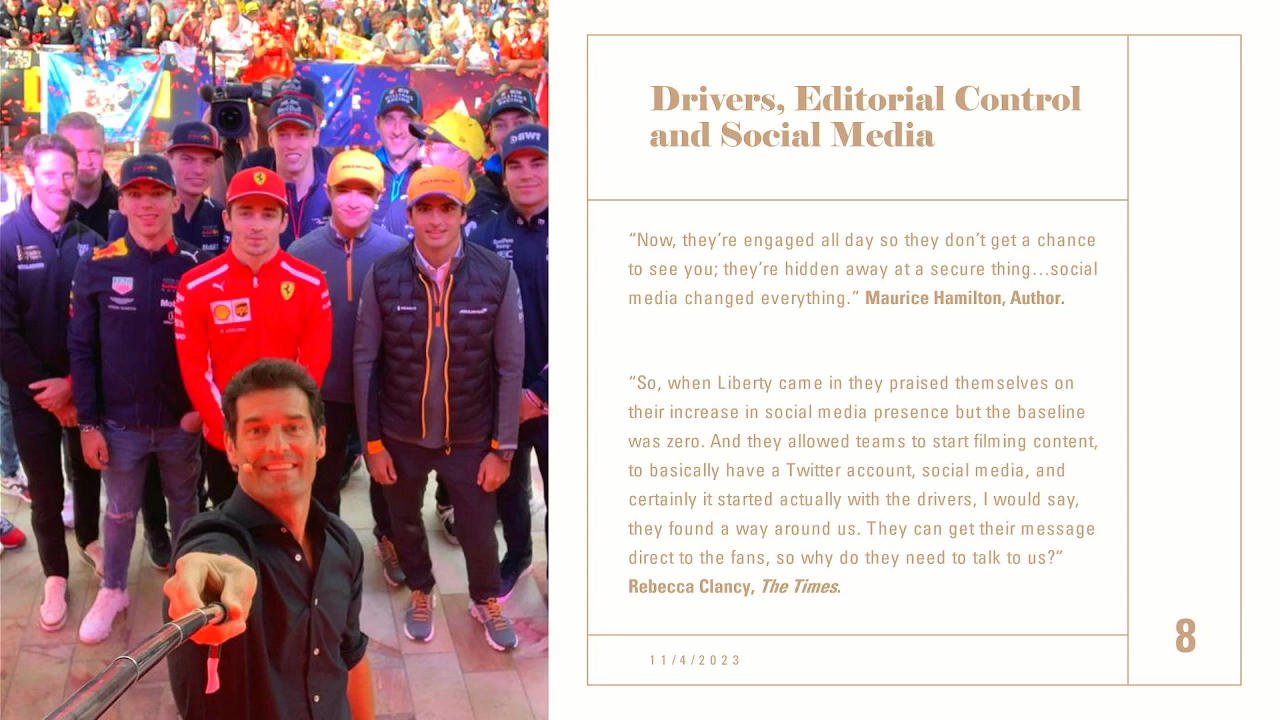 Drivers, Editorial Control
and Social Media
“Now, they’re engaged all day so they don’t get a chance
to see you; they’re hidden away at a secure thing…social
media changed everything.” Maurice Hamilton, Author.
“So, when Liberty came in they praised themselves on
their increase in social media presence but the baseline
was zero. And they allowed teams to start filming content,
to basically have a Twitter account, social media, and
certainly it started actually with the drivers, I would say,
they found a way around us. They can get their message
direct to the fans, so why do they need to talk to us?”
Rebecca Clancy, The Times.
11/4/2023
8